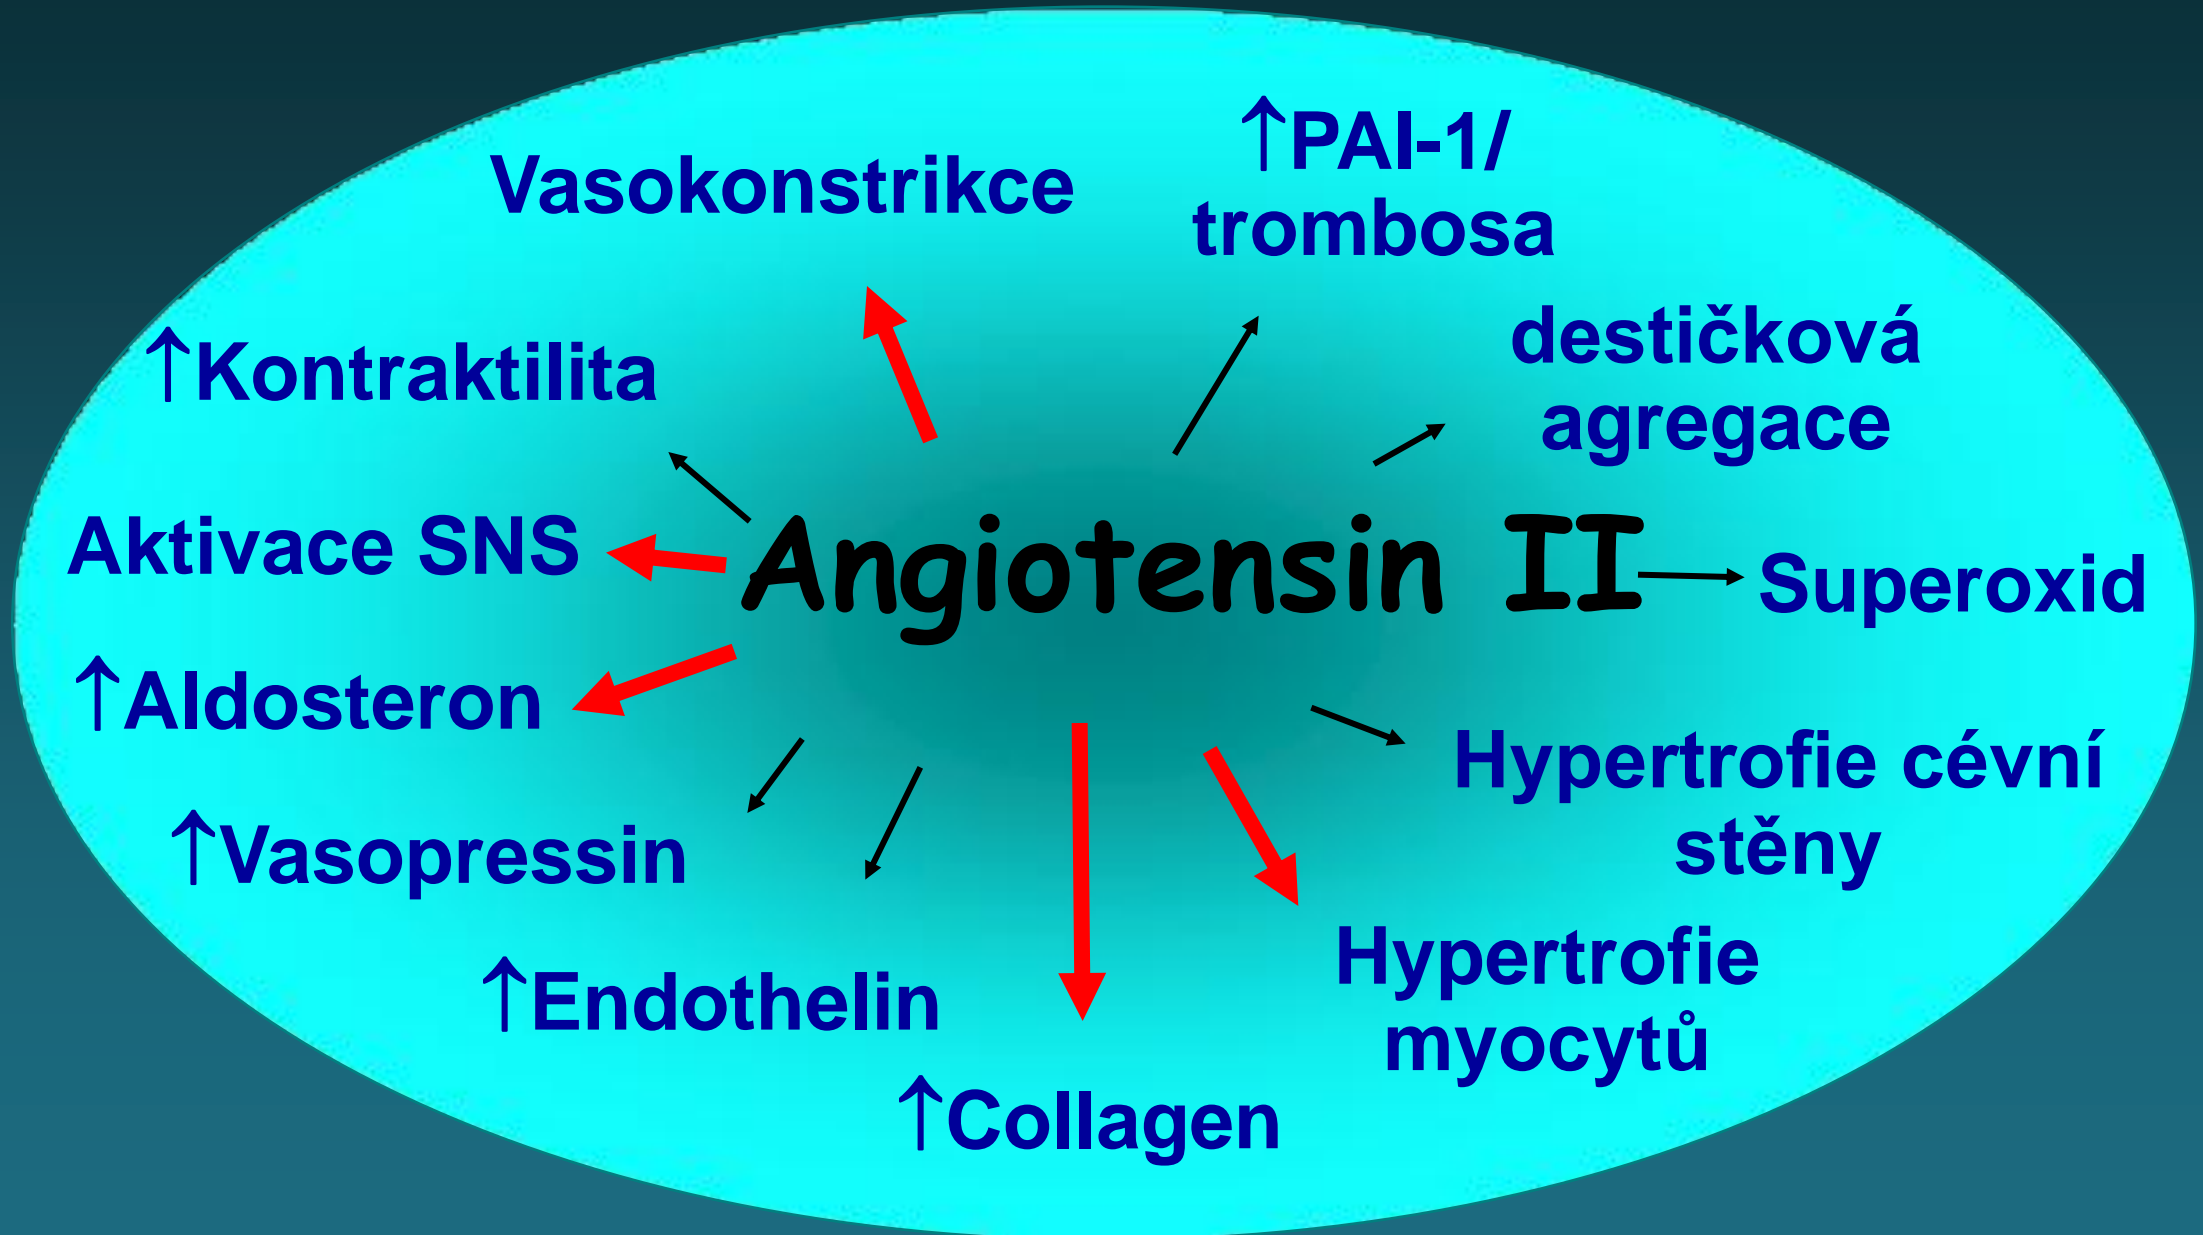 Vasokonstrikce
↑PAI-1/
trombosa
↑Kontraktilita
destičková
agregace
Aktivace SNS
Angiotensin II
Superoxid
↑Aldosteron
Hypertrofie cévní
stěny
↑Vasopressin
Hypertrofie
myocytů
↑Endothelin
↑Collagen